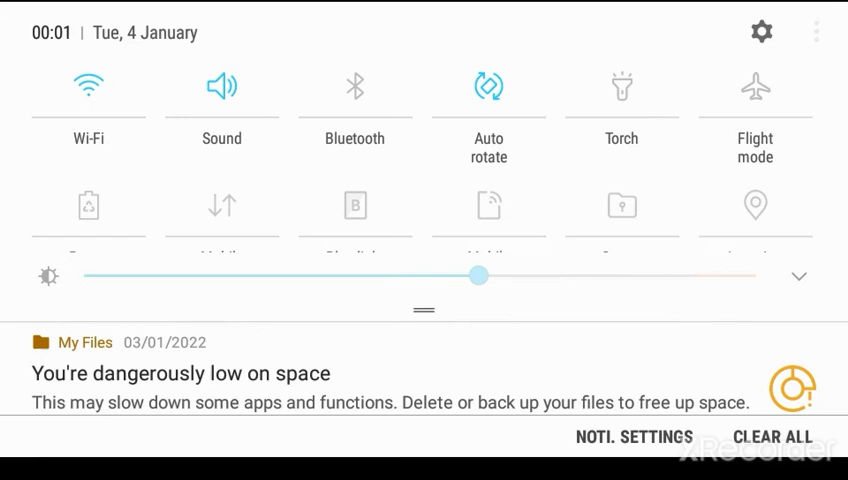 00:01 | Tue, 4 January
Wi-Fi Sound Bluetooth Auto rotate Torch Flight mode
B
My Files 03/01/2022
You're dangerously low on space
This may slow down some apps and functions. Delete or back up your files to free up space.
NOTI. SETTINGS CLEAR ALL
XRecorder